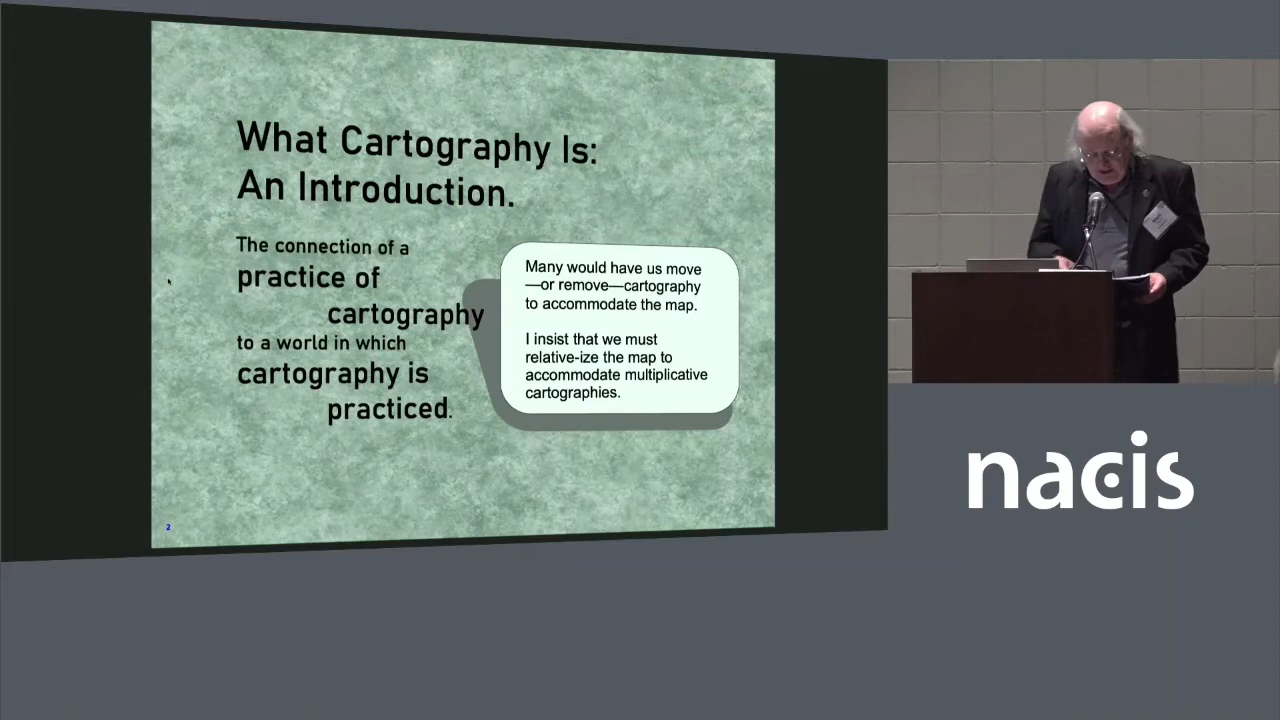 What Cartography Is:
An Introduction.
The connection of a
practice of
cartography
to a world in which
cartography is
practiced.
Many would have us move
—or remove—cartography
to accommodate the map.
I insist that we must
relative-ize the map to
accommodate multiplicative
cartographies.
2
nacis